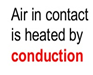 Air in contact
is heated by
conduction